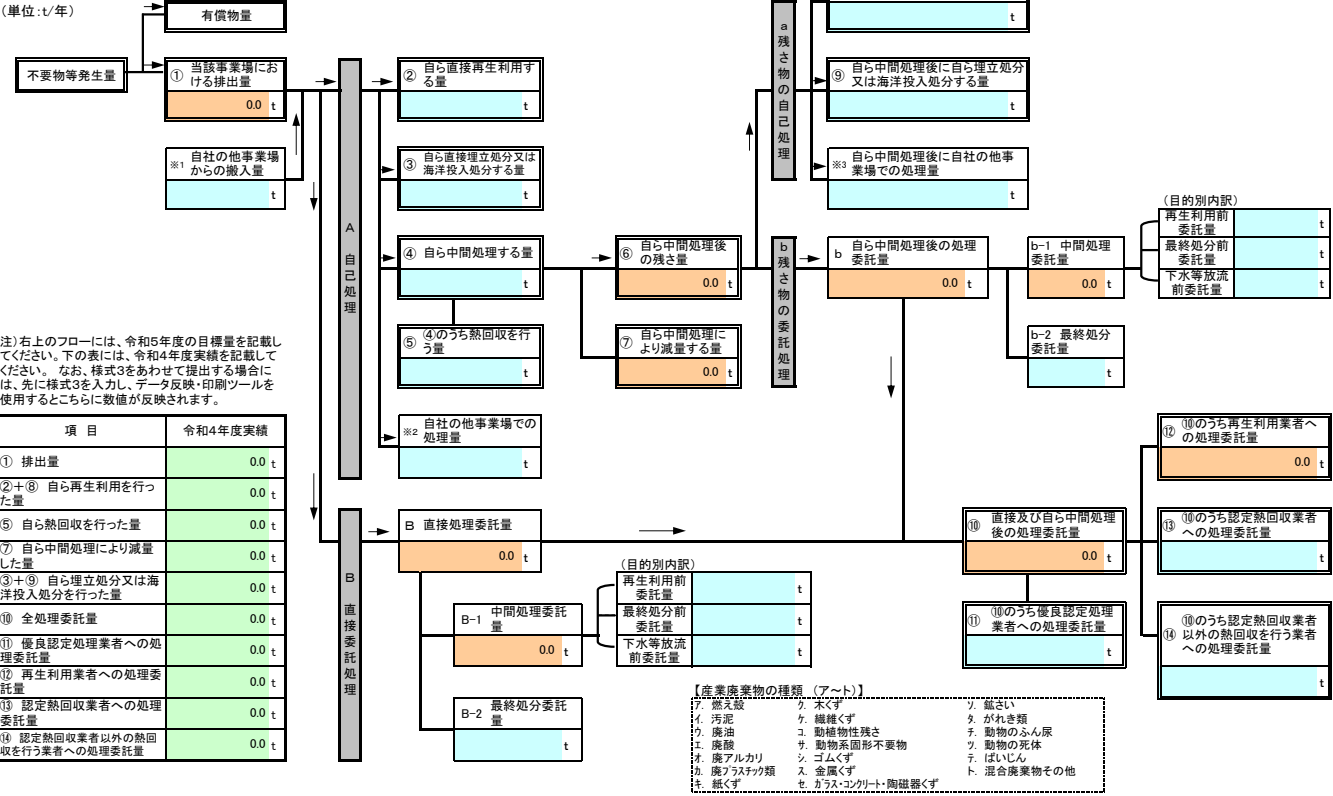 (単位:t/年)
有償物量
不要物等発生量
① 当該事業場にお
ける排出量
0.0 t
※1 自社の他事業場
からの搬入量
t
A 自己処理
② 自ら直接再生利用す
る量
t
③ 自ら直接埋立処分又は
海洋投入処分する量
t
④ 自ら中間処理する量
t
⑤ ④のうち熱回収を行
う量
t
※2 自社の他事業場での
処理量
t
⑥ 自ら中間処理後
の残さ量
0.0 t
⑦ 自ら中間処理に
より減量する量
0.0 t
a 残さ物の自己処理
t
⑨ 自ら中間処理後に自ら埋立処分
又は海洋投入処分する量
t
※3 自ら中間処理後に自社の他事
業場での処理量
t
b 残さ物の委託処理
b 自ら中間処理後の処理
委託量
0.0 t
b-1 中間処理
委託量
0.0 t
(目的別内訳)
再生利用前
委託量
t
最終処分前
委託量
t
下水等放流
前委託量
t
b-2 最終処分
委託量
t
注)右上のフローには、令和5年度の目標量を記載し
てください。下の表には、令和4年度実績を記載して
ください。 なお、様式3をあわせて提出する場合に
は、先に様式3を入力し、データ反映・印刷ツールを
使用するとこちらに数値が反映されます。
項 目 令和4年度実績
① 排出量 0.0 t
②+⑧ 自ら再生利用を行っ
た量 0.0 t
⑤ 自ら熱回収を行った量 0.0 t
⑦ 自ら中間処理により減量
した量 0.0 t
③+⑨ 自ら埋立処分又は海
洋投入処分を行った量 0.0 t
⑩ 全処理委託量 0.0 t
⑪ 優良認定処理業者への処
理委託量 0.0 t
⑫ 再生利用業者への処理委
託量 0.0 t
⑬ 認定熱回収業者への処理
委託量 0.0 t
⑭ 認定熱回収業者以外の熱回
収を行う業者への処理委託量 0.0 t
B 直接委託処理
B 直接処理委託量
0.0 t
B-1 中間処理委託
量
0.0 t
(目的別内訳)
再生利用前
委託量
t
最終処分前
委託量
t
下水等放流
前委託量
t
B-2 最終処分委託
量
t
⑩ 直接及び自ら中間処理
後の処理委託量
0.0 t
⑪ ⑩のうち優良認定処理
業者への処理委託量
t
⑫ ⑩のうち再生利用業者へ
の処理委託量
0.0 t
⑬ ⑩のうち認定熱回収業者
への処理委託量
t
⑭ ⑩のうち認定熱回収業者
以外の熱回収を行う業者
への処理委託量
t
【産業廃棄物の種類 (ア~ト)】
ア. 燃え殻 ク. 木くず ソ. 鉱さい
イ. 汚泥 ケ. 繊維くず タ. がれき類
ウ. 廃油 コ. 動植物性残さ チ. 動物のふん尿
エ. 廃酸 サ. 動物系固形不要物 ツ. 動物の死体
オ. 廃アルカリ シ. ゴムくず テ. ばいじん
カ. 廃プラスチック類 ス. 金属くず ト. 混合廃棄物その他
キ. 紙くず セ. ガラス・コンクリート・陶磁器くず